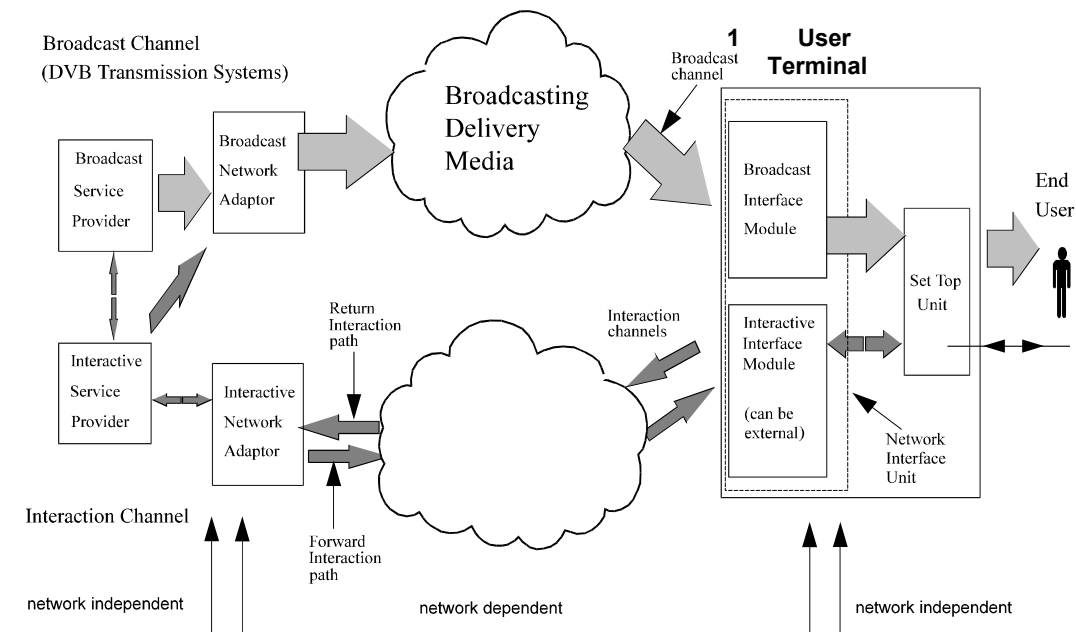 Broadcast Channel
(DVB Transmission Systems)
Broadcasting
Delivery
Media
1 User
Terminal
Broadcast
channel
Broadcast
Service
Provider
Broadcast
Network
Adaptor
Broadcast
Interface
Module
End
User
Set Top
Unit
Return
Interaction
path
Interaction
channels
Interactive
Interface
Module
(can be
external)
Interactive
Service
Provider
Interactive
Network
Adaptor
Network
Interface
Unit
Interaction Channel
Forward
Interaction
path
network independent
network dependent
network independent